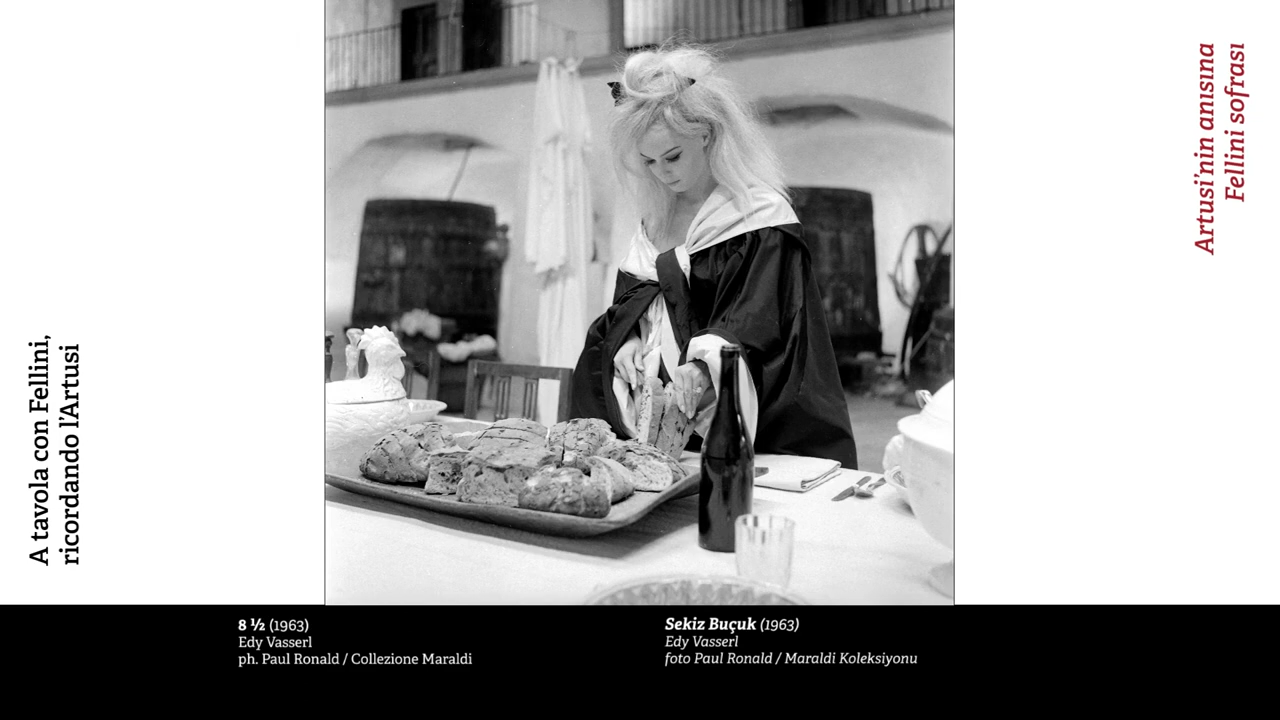 A tavola con Fellini,
ricordando l'Artusi
Artusi'nin anısına
Fellini sofrası
8 ½ (1963)
Edy Vasserl
ph. Paul Ronald / Collezione Maraldi
Sekiz Buçuk (1963)
Edy Vasserl
foto Paul Ronald / Maraldi Koleksiyonu